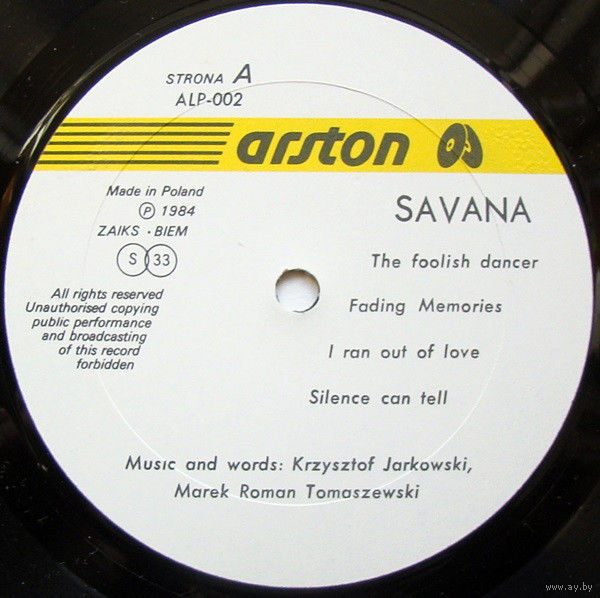 STRONA A
ALP-002
arston
Made in Poland
Ⓟ 1984
ZAIKS · BIEM
S 33
All rights reserved
Unauthorised copying
public performance
and broadcasting
of this record
forbidden
SAVANA
The foolish dancer
Fading Memories
I ran out of love
Silence can tell
Music and words: Krzysztof Jarkowski,
Marek Roman Tomaszewski
www.ay.by